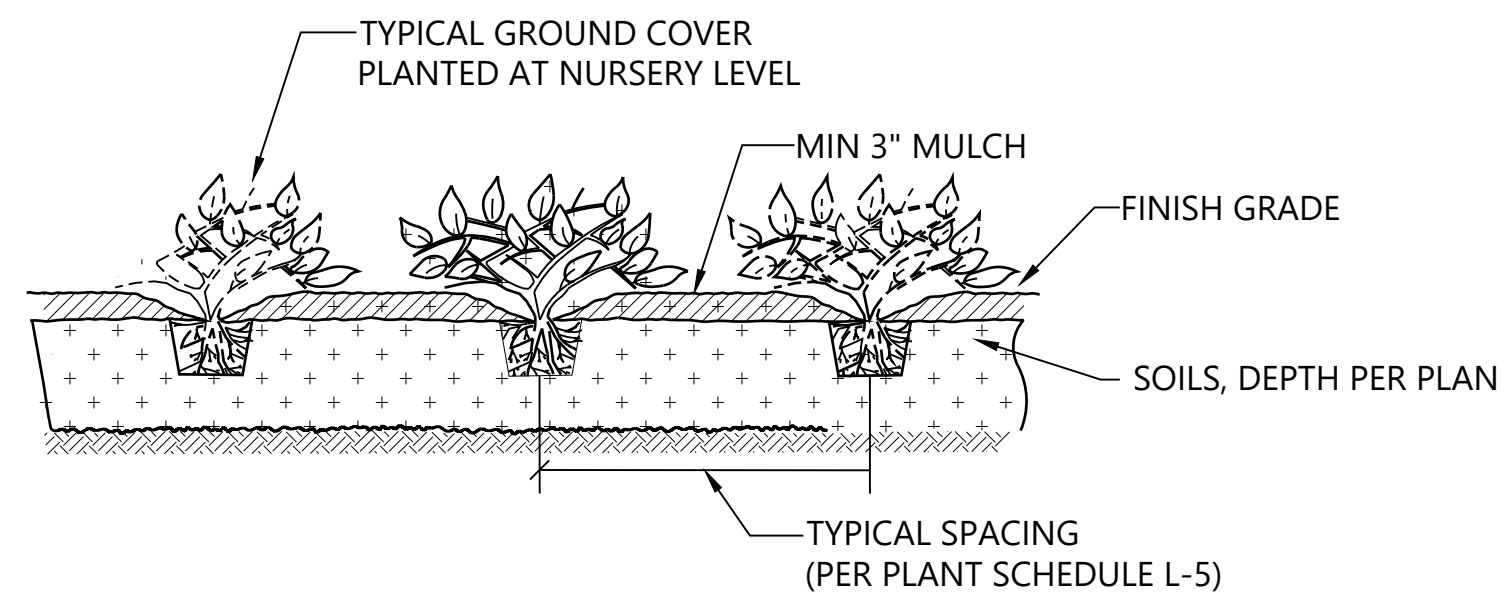 TYPICAL GROUND COVER
PLANTED AT NURSERY LEVEL
MIN 3" MULCH
FINISH GRADE
SOILS, DEPTH PER PLAN
TYPICAL SPACING
(PER PLANT SCHEDULE L-5)